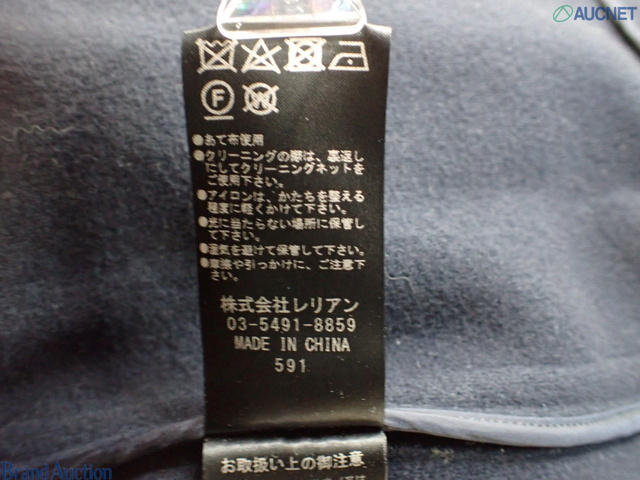 AUCNET
F
W
●あて布使用
●クリーニングの際は、裏返し
にしてクリーニングネットを
ご使用下さい。
●アイロンは、かたちを整える
程度に軽くかけて下さい。
●光に当たらない場所に保管し
て下さい。
●湿気を避けて保管して下さい。
●摩擦や引っかけに、ご注意下
さい。
株式会社レリアン
03-5491-8859
MADE IN CHINA
591
お取扱い上の御注意
Brand Auction